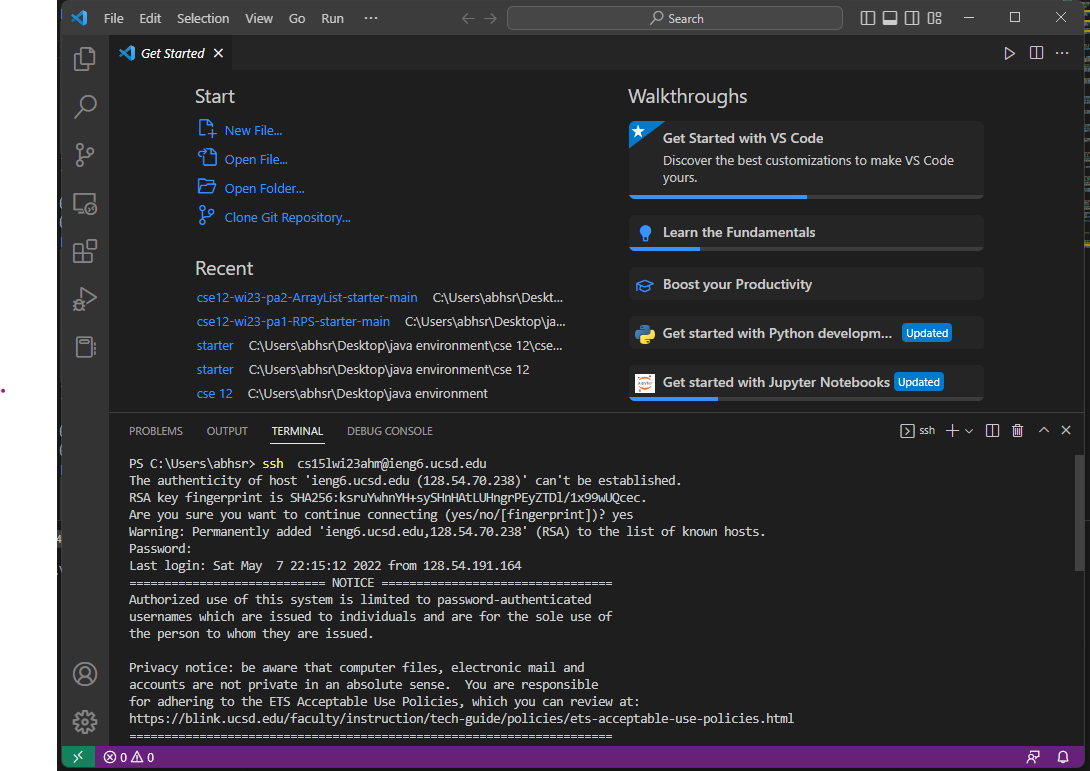 File Edit Selection View Go Run ··· Search
Get Started
Start
New File...
Open File...
Open Folder...
Clone Git Repository...
Recent
cse12-wi23-pa2-ArrayList-starter-main C:\Users\abhsr\Deskt...
cse12-wi23-pa1-RPS-starter-main C:\Users\abhsr\Desktop\ja...
starter C:\Users\abhsr\Desktop\java environment\cse 12\cse...
starter C:\Users\abhsr\Desktop\java environment\cse 12
cse 12 C:\Users\abhsr\Desktop\java environment
Walkthroughs
Get Started with VS Code
Discover the best customizations to make VS Code
yours.
Learn the Fundamentals
Boost your Productivity
Get started with Python developm... Updated
Get started with Jupyter Notebooks Updated
PROBLEMS OUTPUT TERMINAL DEBUG CONSOLE ssh
PS C:\Users\abhsr> ssh  cs15lwi23ahm@ieng6.ucsd.edu
The authenticity of host 'ieng6.ucsd.edu (128.54.70.238)' can't be established.
RSA key fingerprint is SHA256:ksruYwhnYH+sySHnHAtLUHngrPEyZTDl/1x99wUQcec.
Are you sure you want to continue connecting (yes/no/[fingerprint])? yes
Warning: Permanently added 'ieng6.ucsd.edu,128.54.70.238' (RSA) to the list of known hosts.
Password:
Last login: Sat May  7 22:15:12 2022 from 128.54.191.164
============================ NOTICE =================================
Authorized use of this system is limited to password-authenticated
usernames which are issued to individuals and are for the sole use of
the person to whom they are issued.
Privacy notice: be aware that computer files, electronic mail and
accounts are not private in an absolute sense.  You are responsible
for adhering to the ETS Acceptable Use Policies, which you can review at:
https://blink.ucsd.edu/faculty/instruction/tech-guide/policies/ets-acceptable-use-policies.html
=====================================================================
0 0